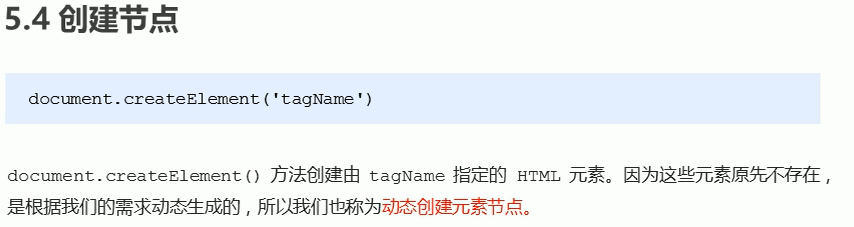 5.4 创建节点
document.createElement('tagName')
document.createElement() 方法创建由 tagName 指定的 HTML 元素。因为这些元素原先不存在，
是根据我们的需求动态生成的，所以我们也称为动态创建元素节点。